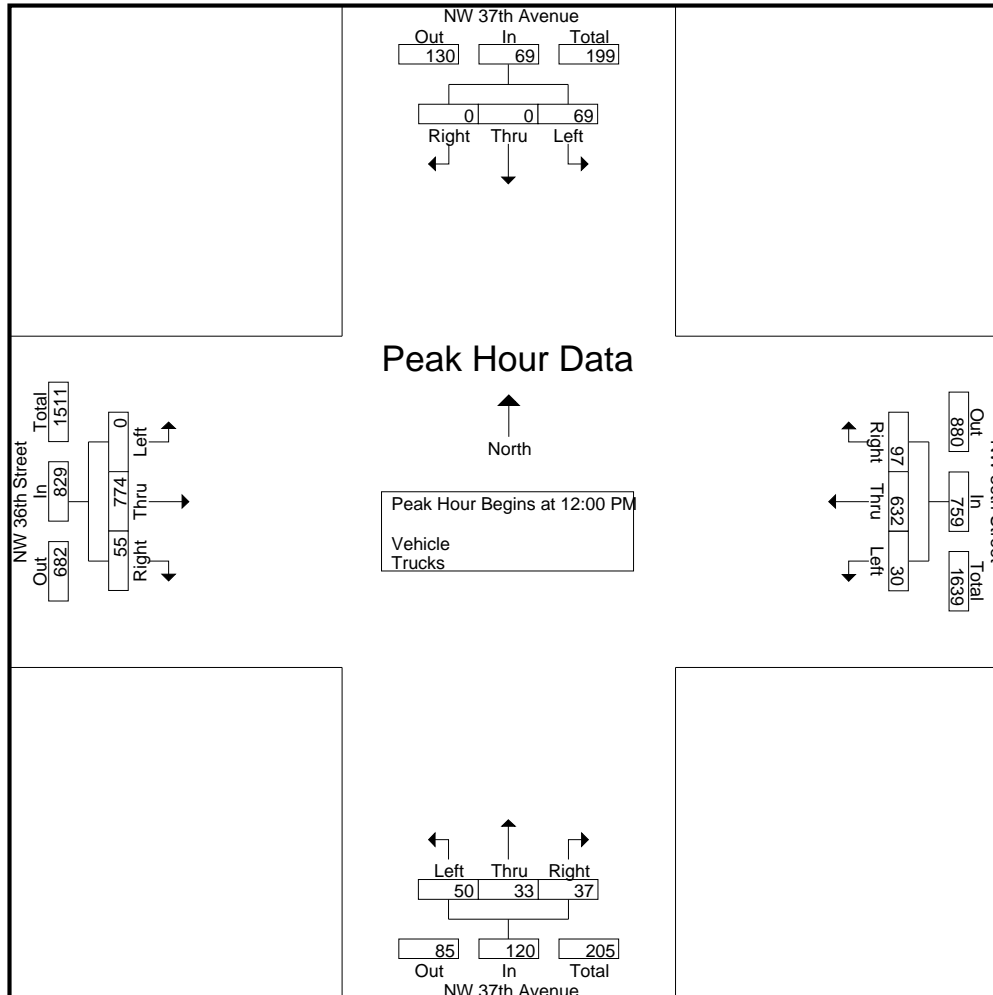 NW 37th Avenue
Out In Total
130 69 199
0 0 69
Right Thru Left
Peak Hour Data
North
Peak Hour Begins at 12:00 PM
Vehicle
Trucks
NW 36th Street
Total In Out
1511 829 682
0 774 55
Left Thru Right
Right Thru Left
97 632 30
880 759 1639
Out In Total
Left Thru Right
50 33 37
85 120 205
Out In Total
NW 37th Avenue